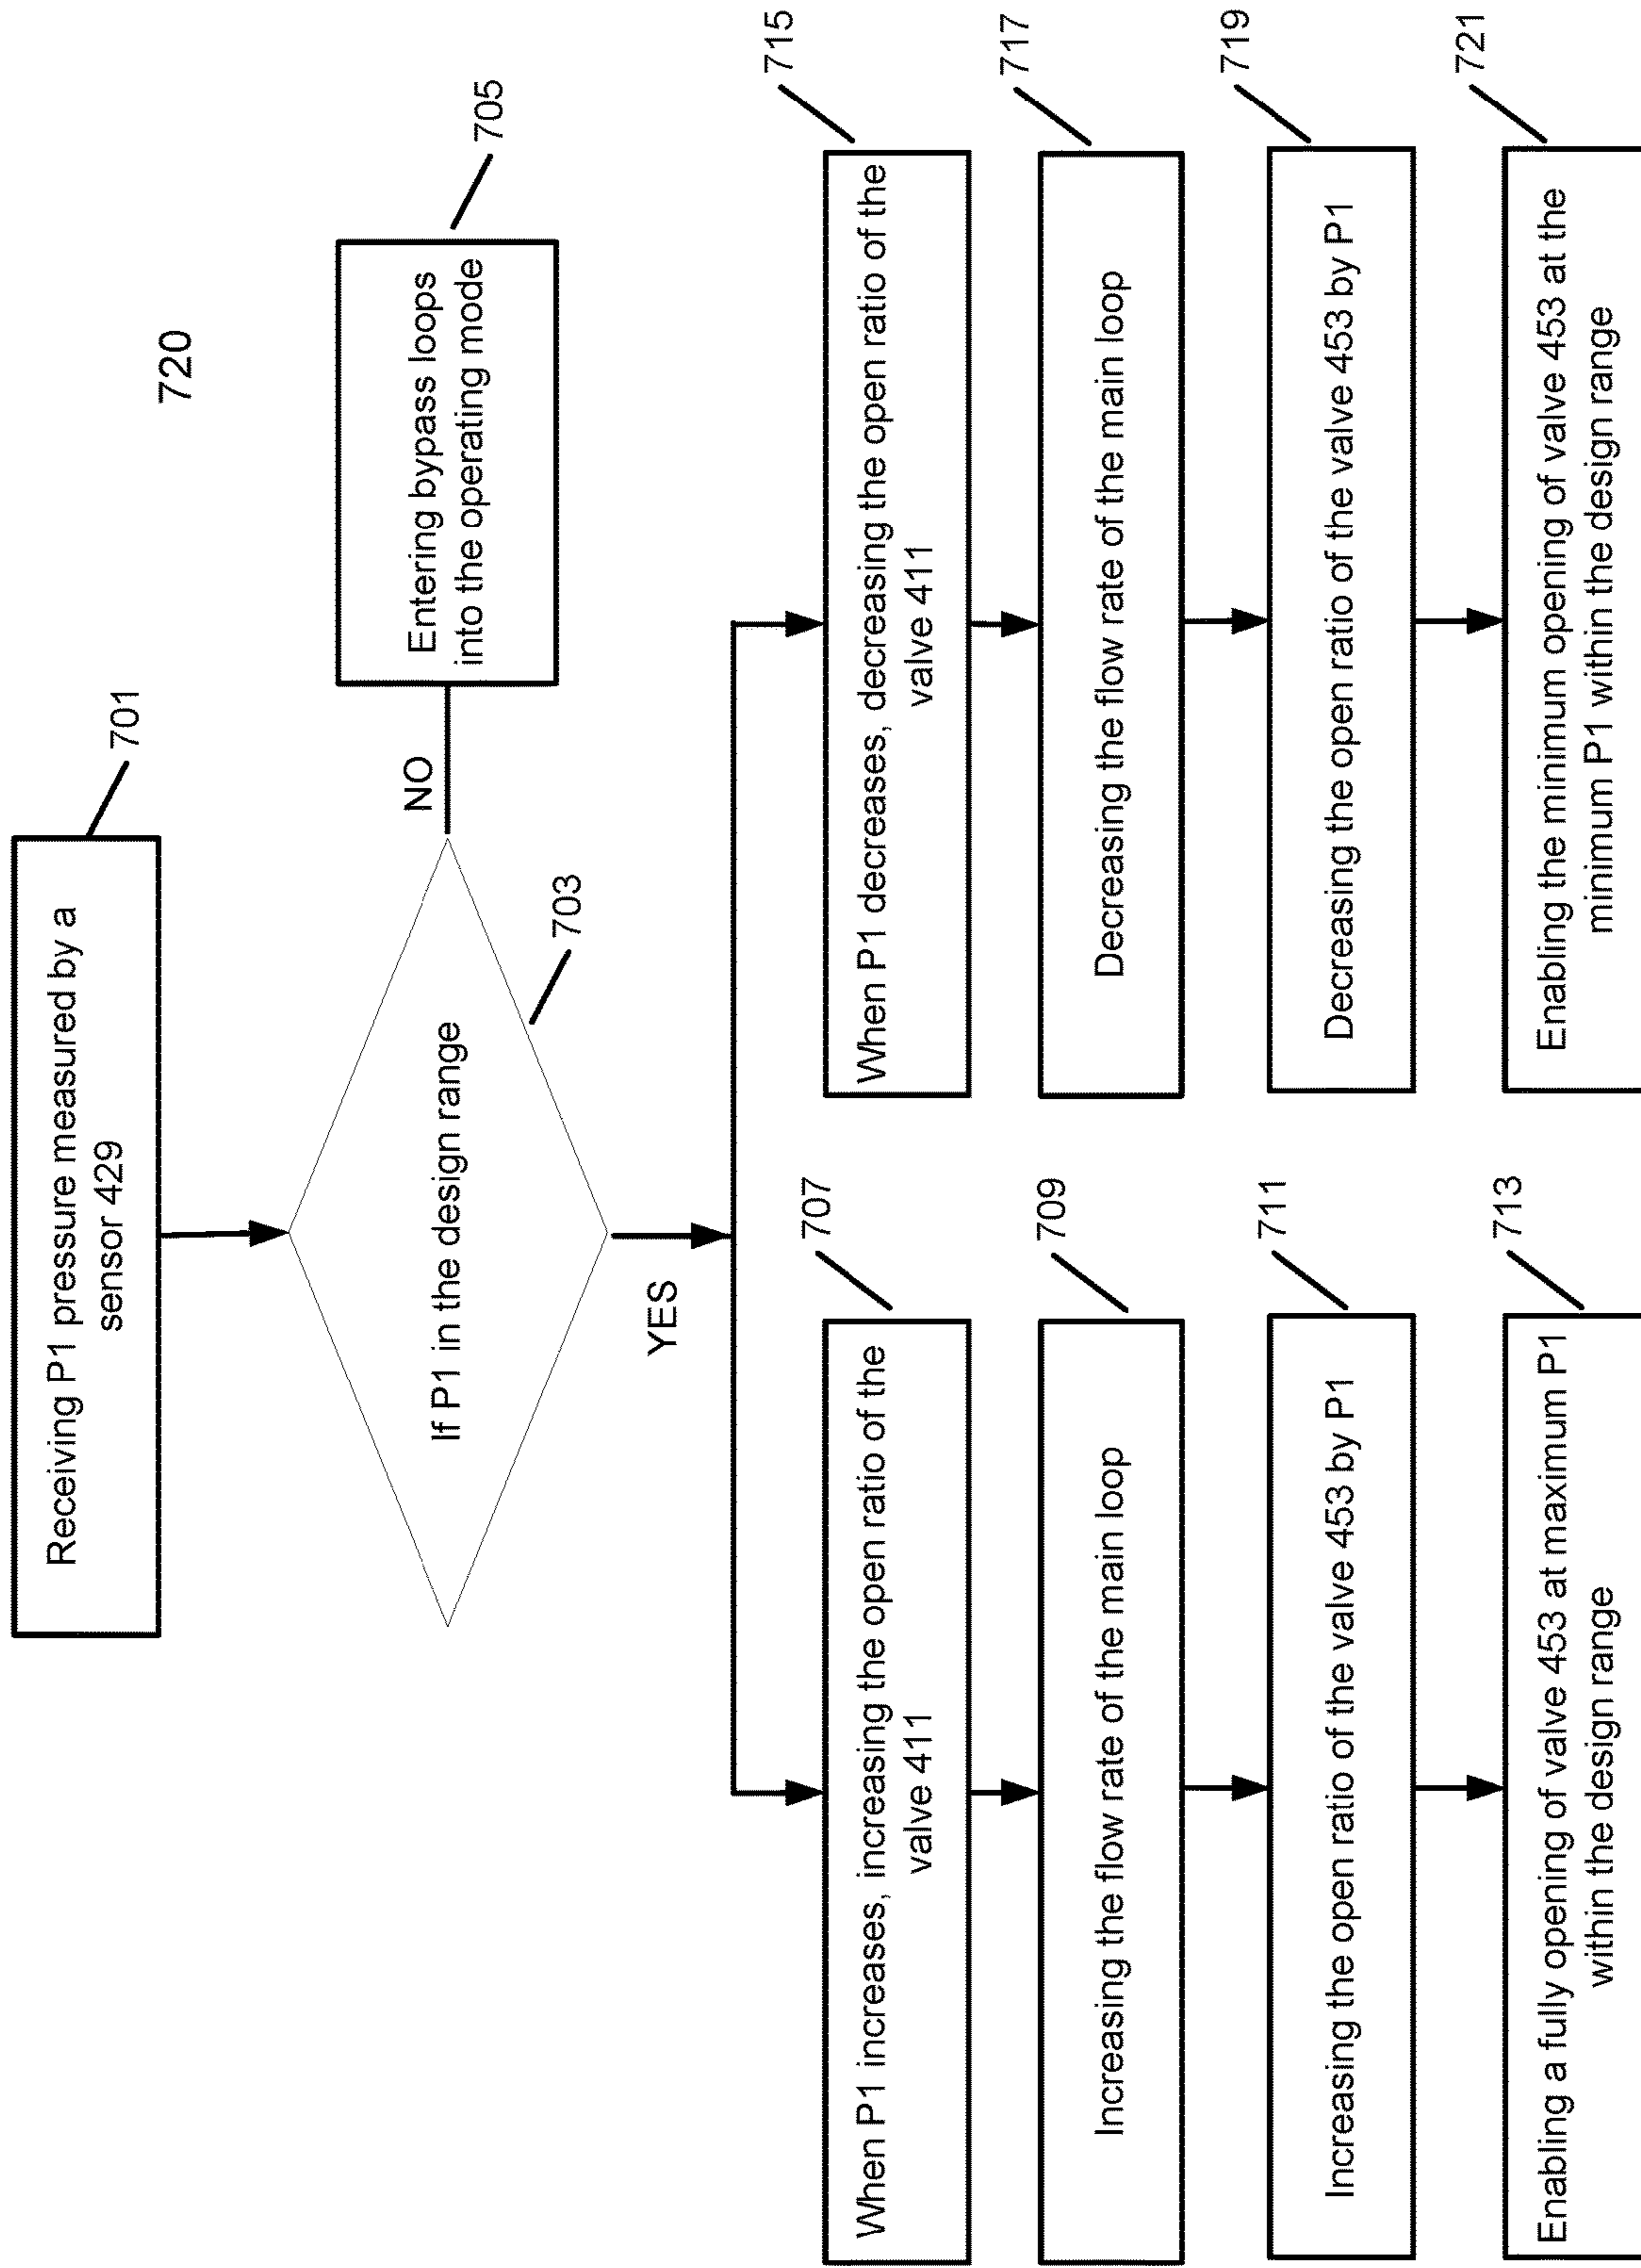 720
Receiving P1 pressure measured by a
sensor 429
701
If P1 in the design range
703
NO
Entering bypass loops
into the operating mode
705
YES
When P1 increases, increasing the open ratio of the
valve 411
707
Increasing the flow rate of the main loop
709
Increasing the open ratio of the valve 453 by P1
711
Enabling a fully opening of valve 453 at maximum P1
within the design range
713
When P1 decreases, decreasing the open ratio of the
valve 411
715
Decreasing the flow rate of the main loop
717
Decreasing the open ratio of the valve 453 by P1
719
Enabling the minimum opening of valve 453 at the
minimum P1 within the design range
721